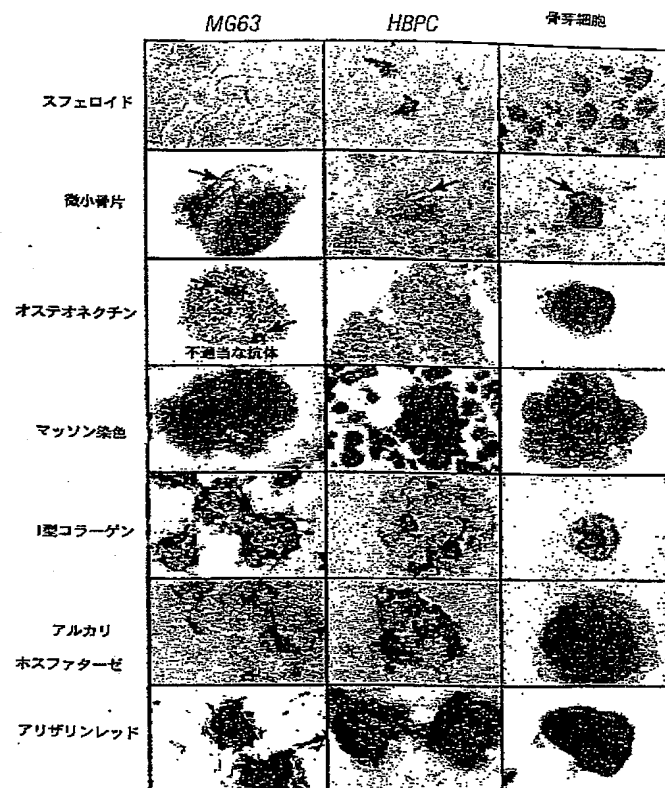 MG63 HBPC 骨芽細胞
スフェロイド
微小骨片
オステオネクチン
不適当な抗体
マッソン染色
I型コラーゲン
アルカリ
ホスファターゼ
アリザリンレッド